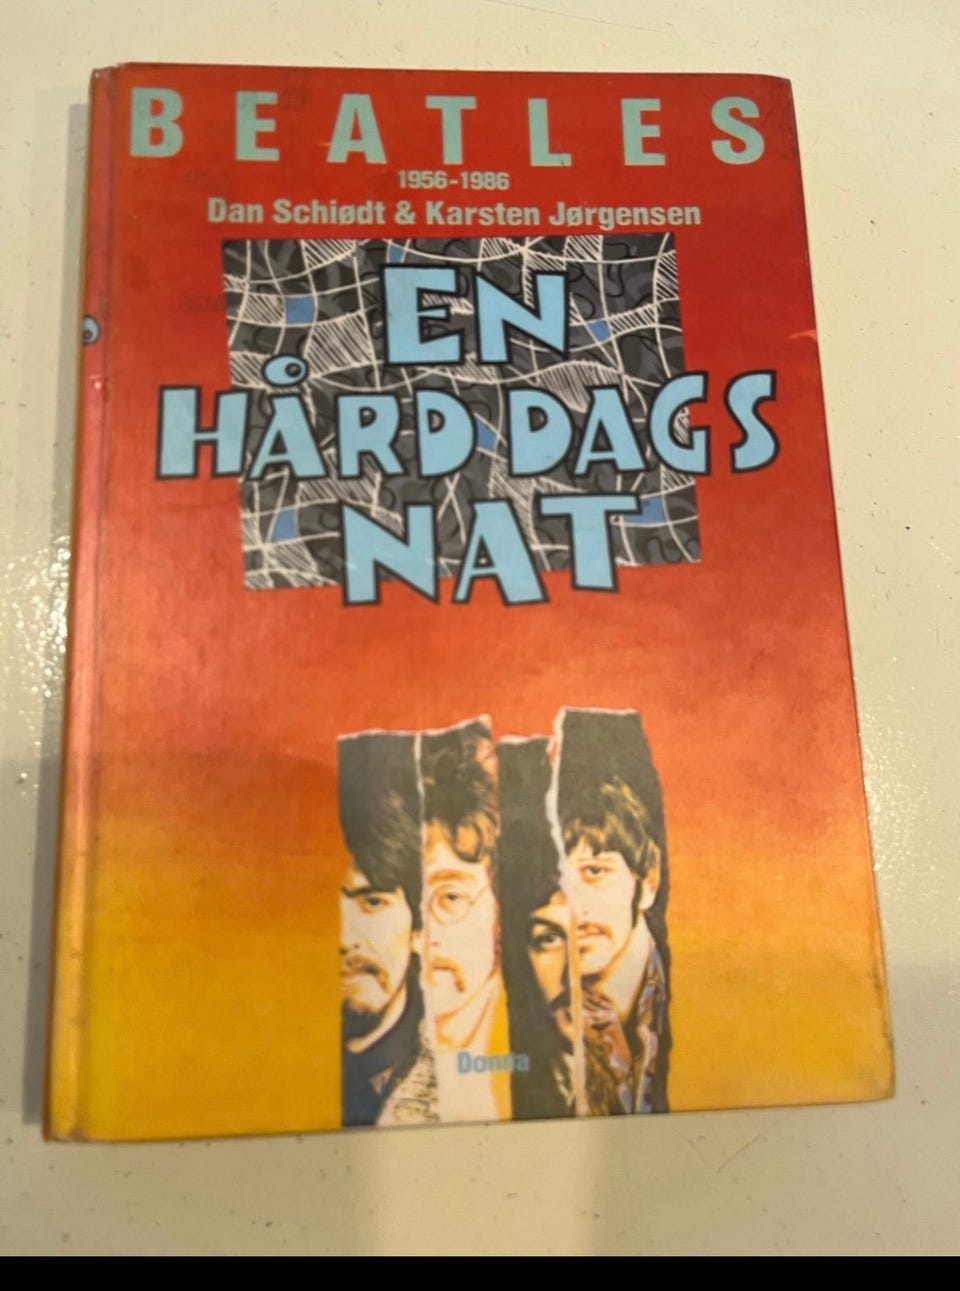 BEATLES
1956-1986
Dan Schiødt & Karsten Jørgensen
EN
HÅRD DAGS
NAT
Donna